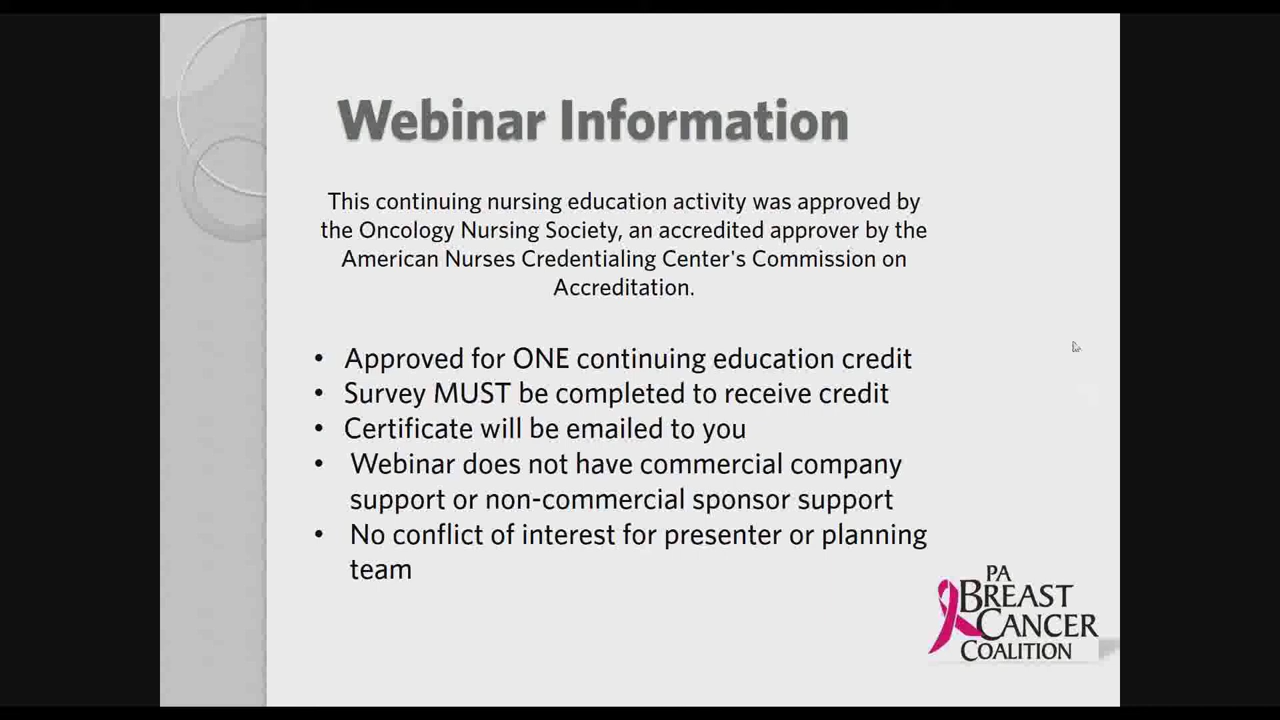 Webinar Information
This continuing nursing education activity was approved by
the Oncology Nursing Society, an accredited approver by the
American Nurses Credentialing Center's Commission on
Accreditation.
• Approved for ONE continuing education credit
• Survey MUST be completed to receive credit
• Certificate will be emailed to you
• Webinar does not have commercial company
support or non-commercial sponsor support
• No conflict of interest for presenter or planning
team
PA
BREAST
CANCER
COALITION